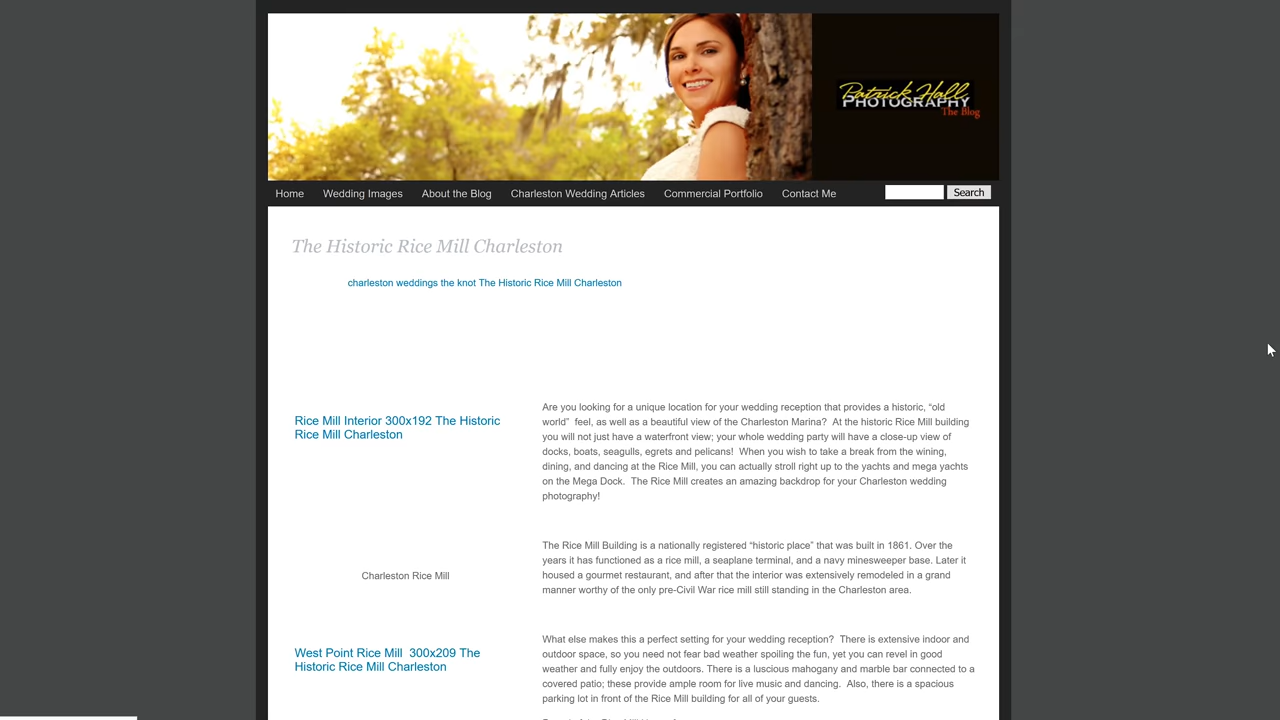 Patrick Hall
PHOTOGRAPHY
The Blog
Home Wedding Images About the Blog Charleston Wedding Articles Commercial Portfolio Contact Me Search
The Historic Rice Mill Charleston
charleston weddings the knot The Historic Rice Mill Charleston
Rice Mill Interior 300x192 The Historic
Rice Mill Charleston
Are you looking for a unique location for your wedding reception that provides a historic, “old
world”  feel, as well as a beautiful view of the Charleston Marina?  At the historic Rice Mill building
you will not just have a waterfront view; your whole wedding party will have a close-up view of
docks, boats, seagulls, egrets and pelicans!  When you wish to take a break from the wining,
dining, and dancing at the Rice Mill, you can actually stroll right up to the yachts and mega yachts
on the Mega Dock.  The Rice Mill creates an amazing backdrop for your Charleston wedding
photography!
Charleston Rice Mill
The Rice Mill Building is a nationally registered “historic place” that was built in 1861. Over the
years it has functioned as a rice mill, a seaplane terminal, and a navy minesweeper base. Later it
housed a gourmet restaurant, and after that the interior was extensively remodeled in a grand
manner worthy of the only pre-Civil War rice mill still standing in the Charleston area.
West Point Rice Mill  300x209 The
Historic Rice Mill Charleston
What else makes this a perfect setting for your wedding reception?  There is extensive indoor and
outdoor space, so you need not fear bad weather spoiling the fun, yet you can revel in good
weather and fully enjoy the outdoors. There is a luscious mahogany and marble bar connected to a
covered patio; these provide ample room for live music and dancing.  Also, there is a spacious
parking lot in front of the Rice Mill building for all of your guests.